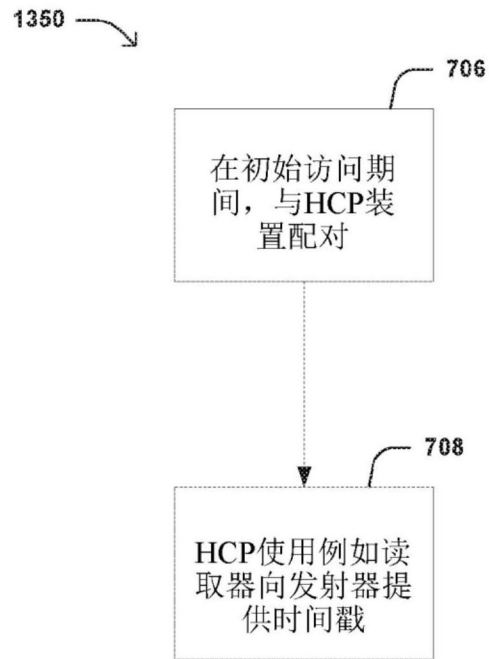 1350
706
在初始访问期
间，与HCP装
置配对
708
HCP使用例如读
取器向发射器提
供时间戳